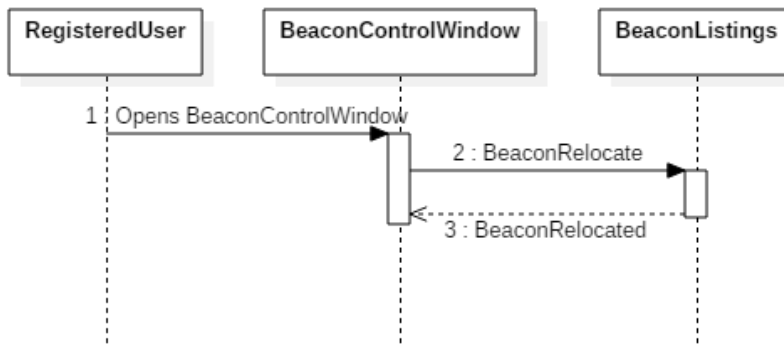 RegisteredUser
BeaconControlWindow
BeaconListings
1 : Opens BeaconControlWindow
2 : BeaconRelocate
3 : BeaconRelocated